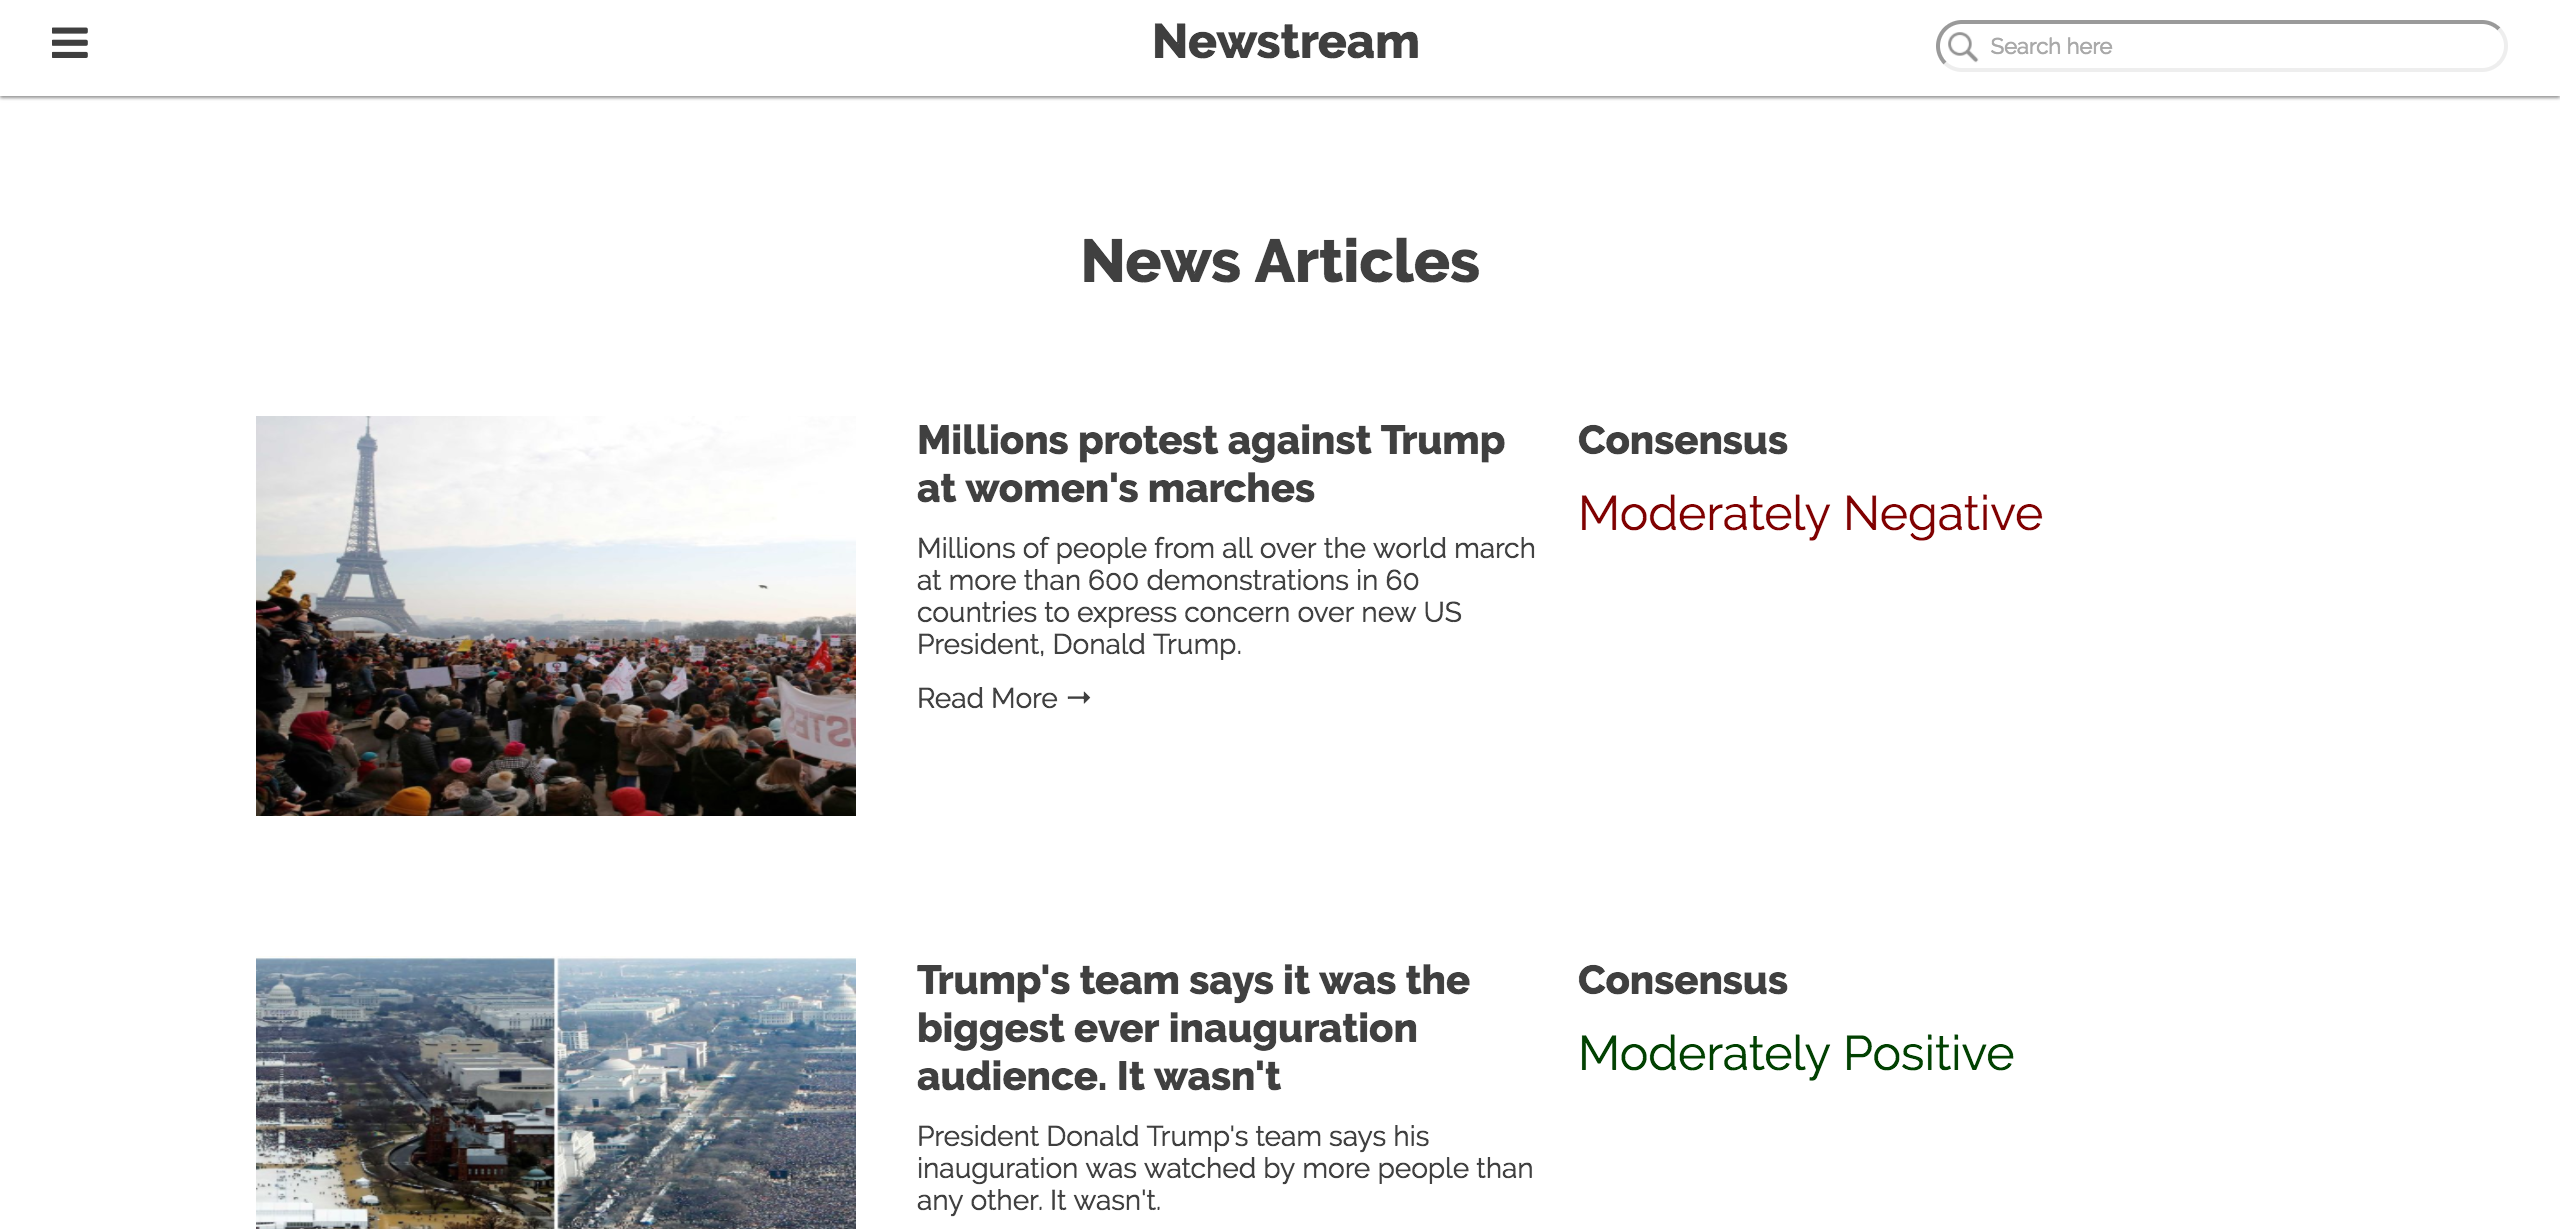 Newstream
Search here
News Articles
Millions protest against Trump
at women's marches
Millions of people from all over the world march
at more than 600 demonstrations in 60
countries to express concern over new US
President, Donald Trump.
Read More →
Consensus
Moderately Negative
Trump's team says it was the
biggest ever inauguration
audience. It wasn't
President Donald Trump's team says his
inauguration was watched by more people than
any other. It wasn't.
Consensus
Moderately Positive